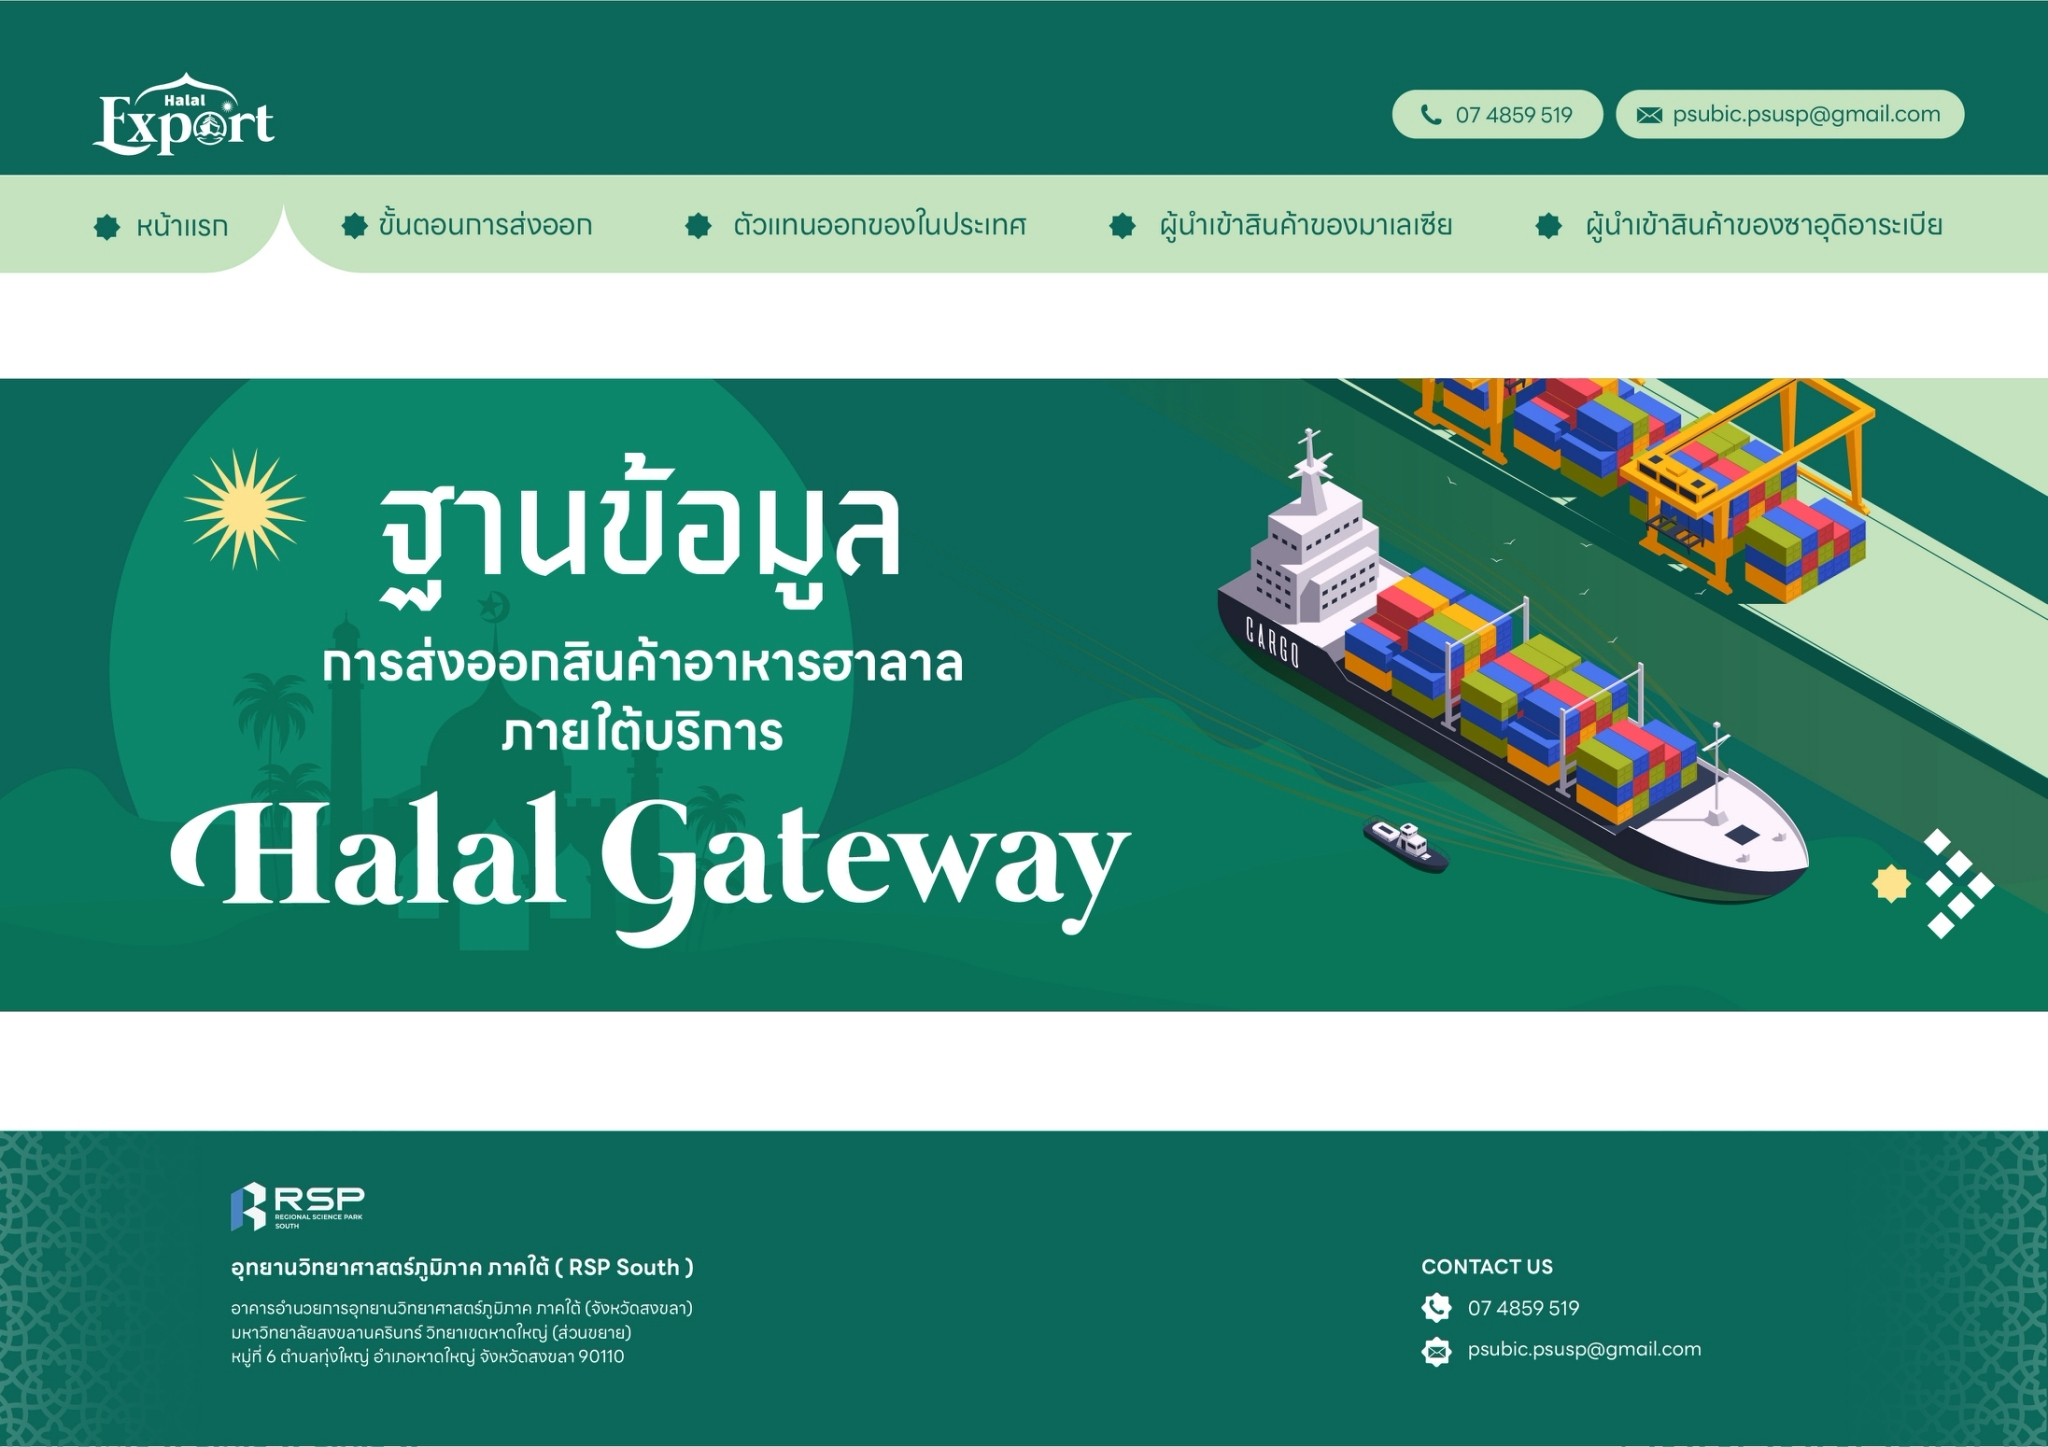 Halal
Export
07 4859 519
psubic.psusp@gmail.com
หน้าแรก
ขั้นตอนการส่งออก
ตัวแทนออกของในประเทศ
ผู้นำเข้าสินค้าของมาเลเซีย
ผู้นำเข้าสินค้าของซาอุดิอาระเบีย
ฐานข้อมูล
การส่งออกสินค้าอาหารฮาลาล
ภายใต้บริการ
Halal Gateway
CARGO
RSP
REGIONAL SCIENCE PARK
SOUTH
อุทยานวิทยาศาสตร์ภูมิภาค ภาคใต้ ( RSP South )
อาคารอำนวยการอุทยานวิทยาศาสตร์ภูมิภาค ภาคใต้ (จังหวัดสงขลา)
มหาวิทยาลัยสงขลานครินทร์ วิทยาเขตหาดใหญ่ (ส่วนขยาย)
หมู่ที่ 6 ตำบลทุ่งใหญ่ อำเภอหาดใหญ่ จังหวัดสงขลา 90110
CONTACT US
07 4859 519
psubic.psusp@gmail.com